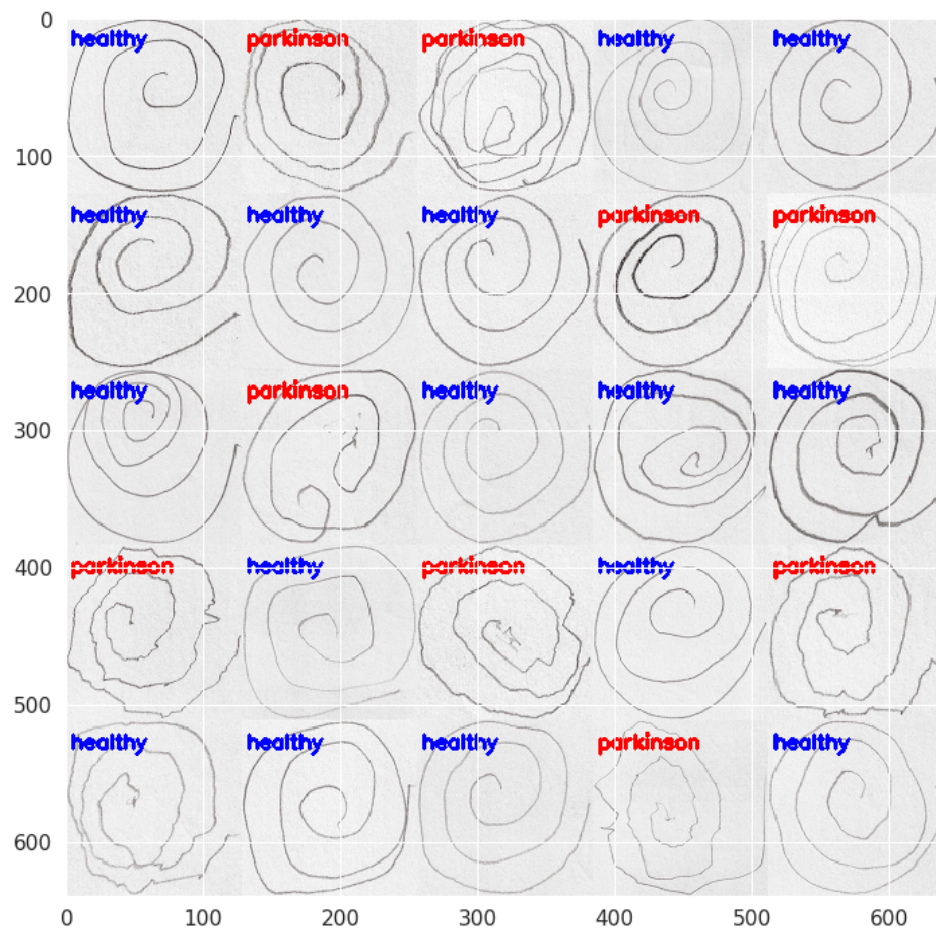 0
healthy parkinson parkinson healthy healthy
100
healthy healthy healthy parkinson parkinson
200
healthy parkinson healthy healthy healthy
300
parkinson healthy parkinson healthy parkinson
400
500
healthy healthy healthy parkinson healthy
600
0 100 200 300 400 500 600